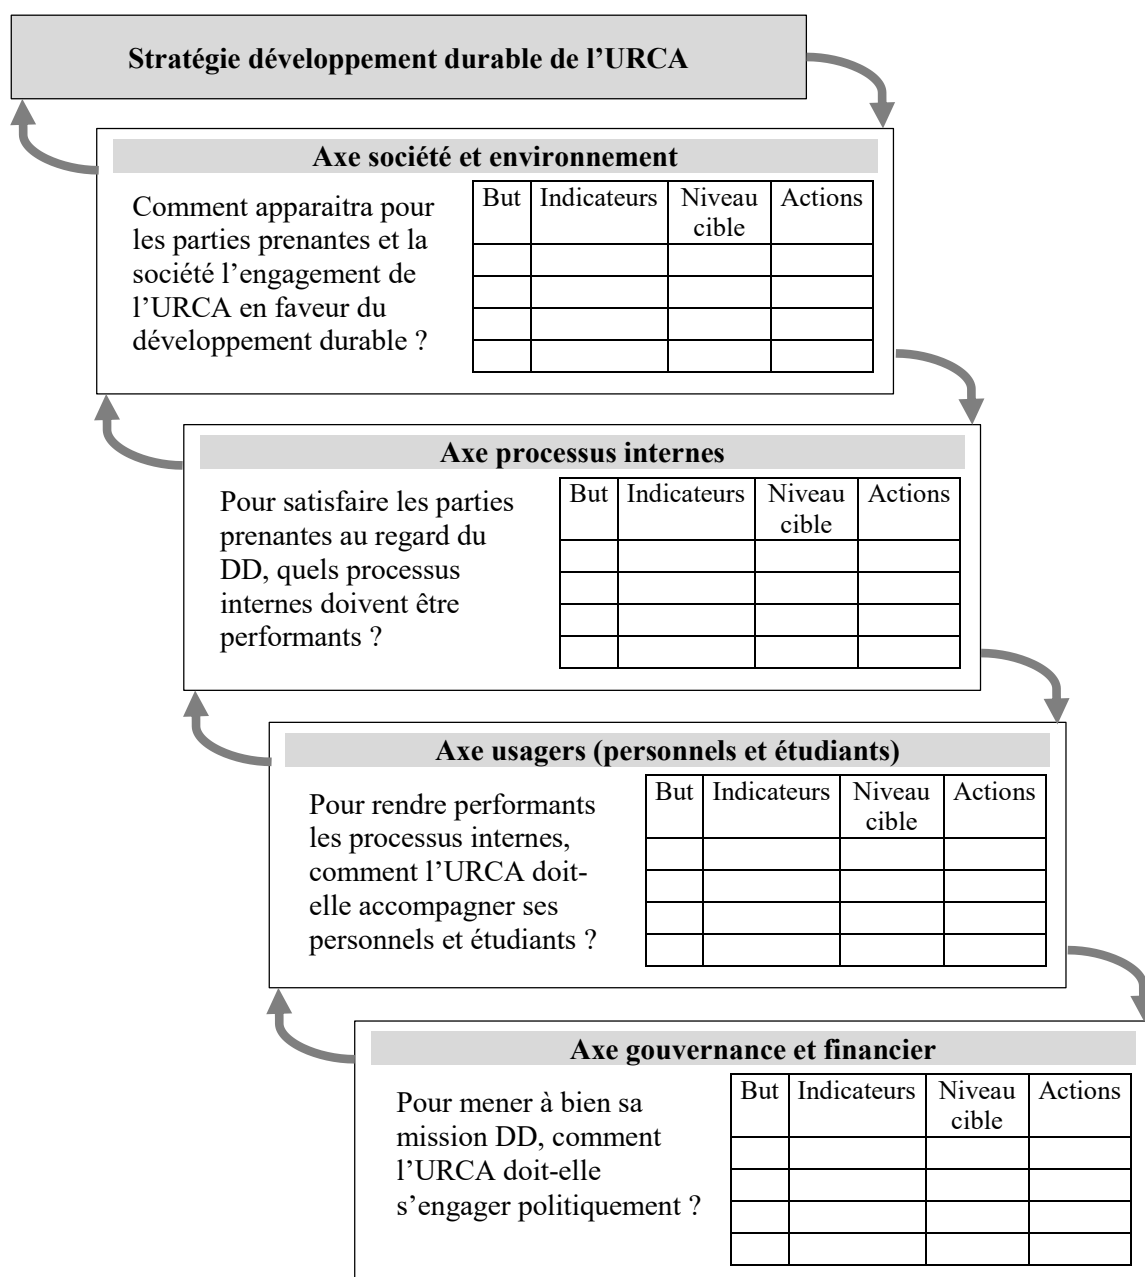 Stratégie développement durable de l’URCA
Axe société et environnement
Comment apparaitra pour
les parties prenantes et la
société l’engagement de
l’URCA en faveur du
développement durable ?
But Indicateurs Niveau cible Actions
Axe processus internes
Pour satisfaire les parties
prenantes au regard du
DD, quels processus
internes doivent être
performants ?
But Indicateurs Niveau cible Actions
Axe usagers (personnels et étudiants)
Pour rendre performants
les processus internes,
comment l’URCA doit-
elle accompagner ses
personnels et étudiants ?
But Indicateurs Niveau cible Actions
Axe gouvernance et financier
Pour mener à bien sa
mission DD, comment
l’URCA doit-elle
s’engager politiquement ?
But Indicateurs Niveau cible Actions